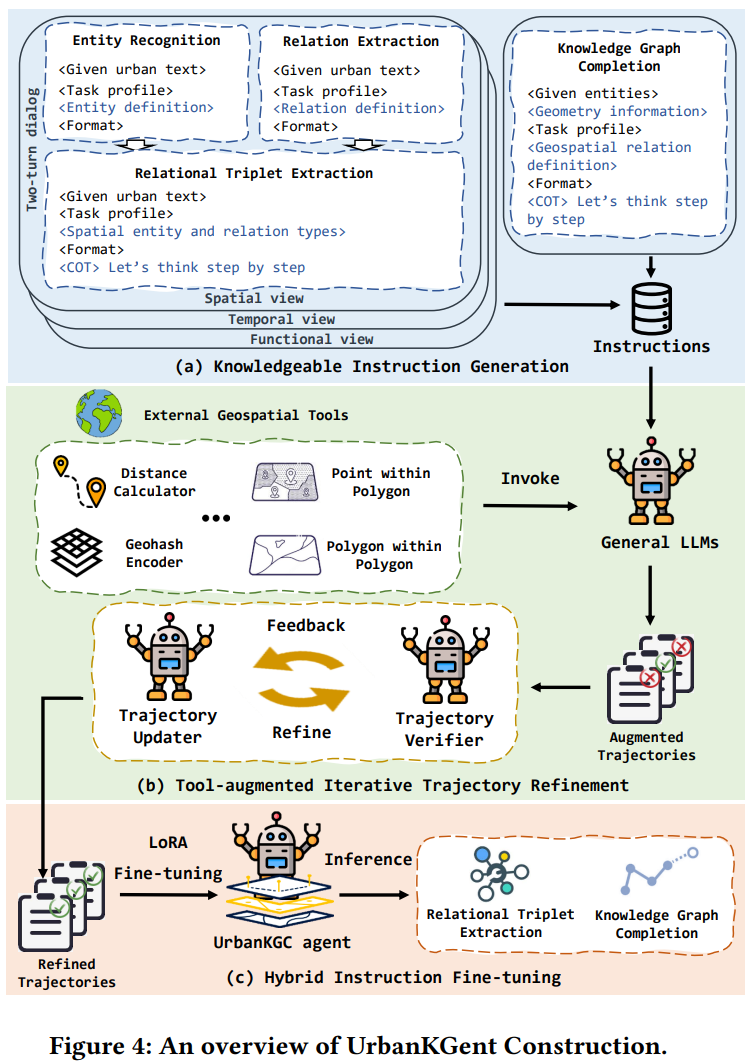 Two-turn dialog
Entity Recognition
<Given urban text>
<Task profile>
<Entity definition>
<Format>
Relation Extraction
<Given urban text>
<Task profile>
<Relation definition>
<Format>
Relational Triplet Extraction
<Given urban text>
<Task profile>
<Spatial entity and relation types>
<Format>
<COT> Let's think step by step
Spatial view
Temporal view
Functional view
Knowledge Graph
Completion
<Given entities>
<Geometry information>
<Task profile>
<Geospatial relation
definition>
<Format>
<COT> Let's think step
by step
Instructions
(a) Knowledgeable Instruction Generation
External Geospatial Tools
Distance
Calculator
Point within
Polygon
Geohash
Encoder
Polygon within
Polygon
Invoke
General LLMs
Feedback
Trajectory
Updater
Refine
Trajectory
Verifier
Augmented
Trajectories
(b) Tool-augmented Iterative Trajectory Refinement
Refined
Trajectories
LoRA
Fine-tuning
UrbanKGC agent
Inference
Relational Triplet
Extraction
Knowledge Graph
Completion
(c) Hybrid Instruction Fine-tuning
Figure 4: An overview of UrbanKGent Construction.